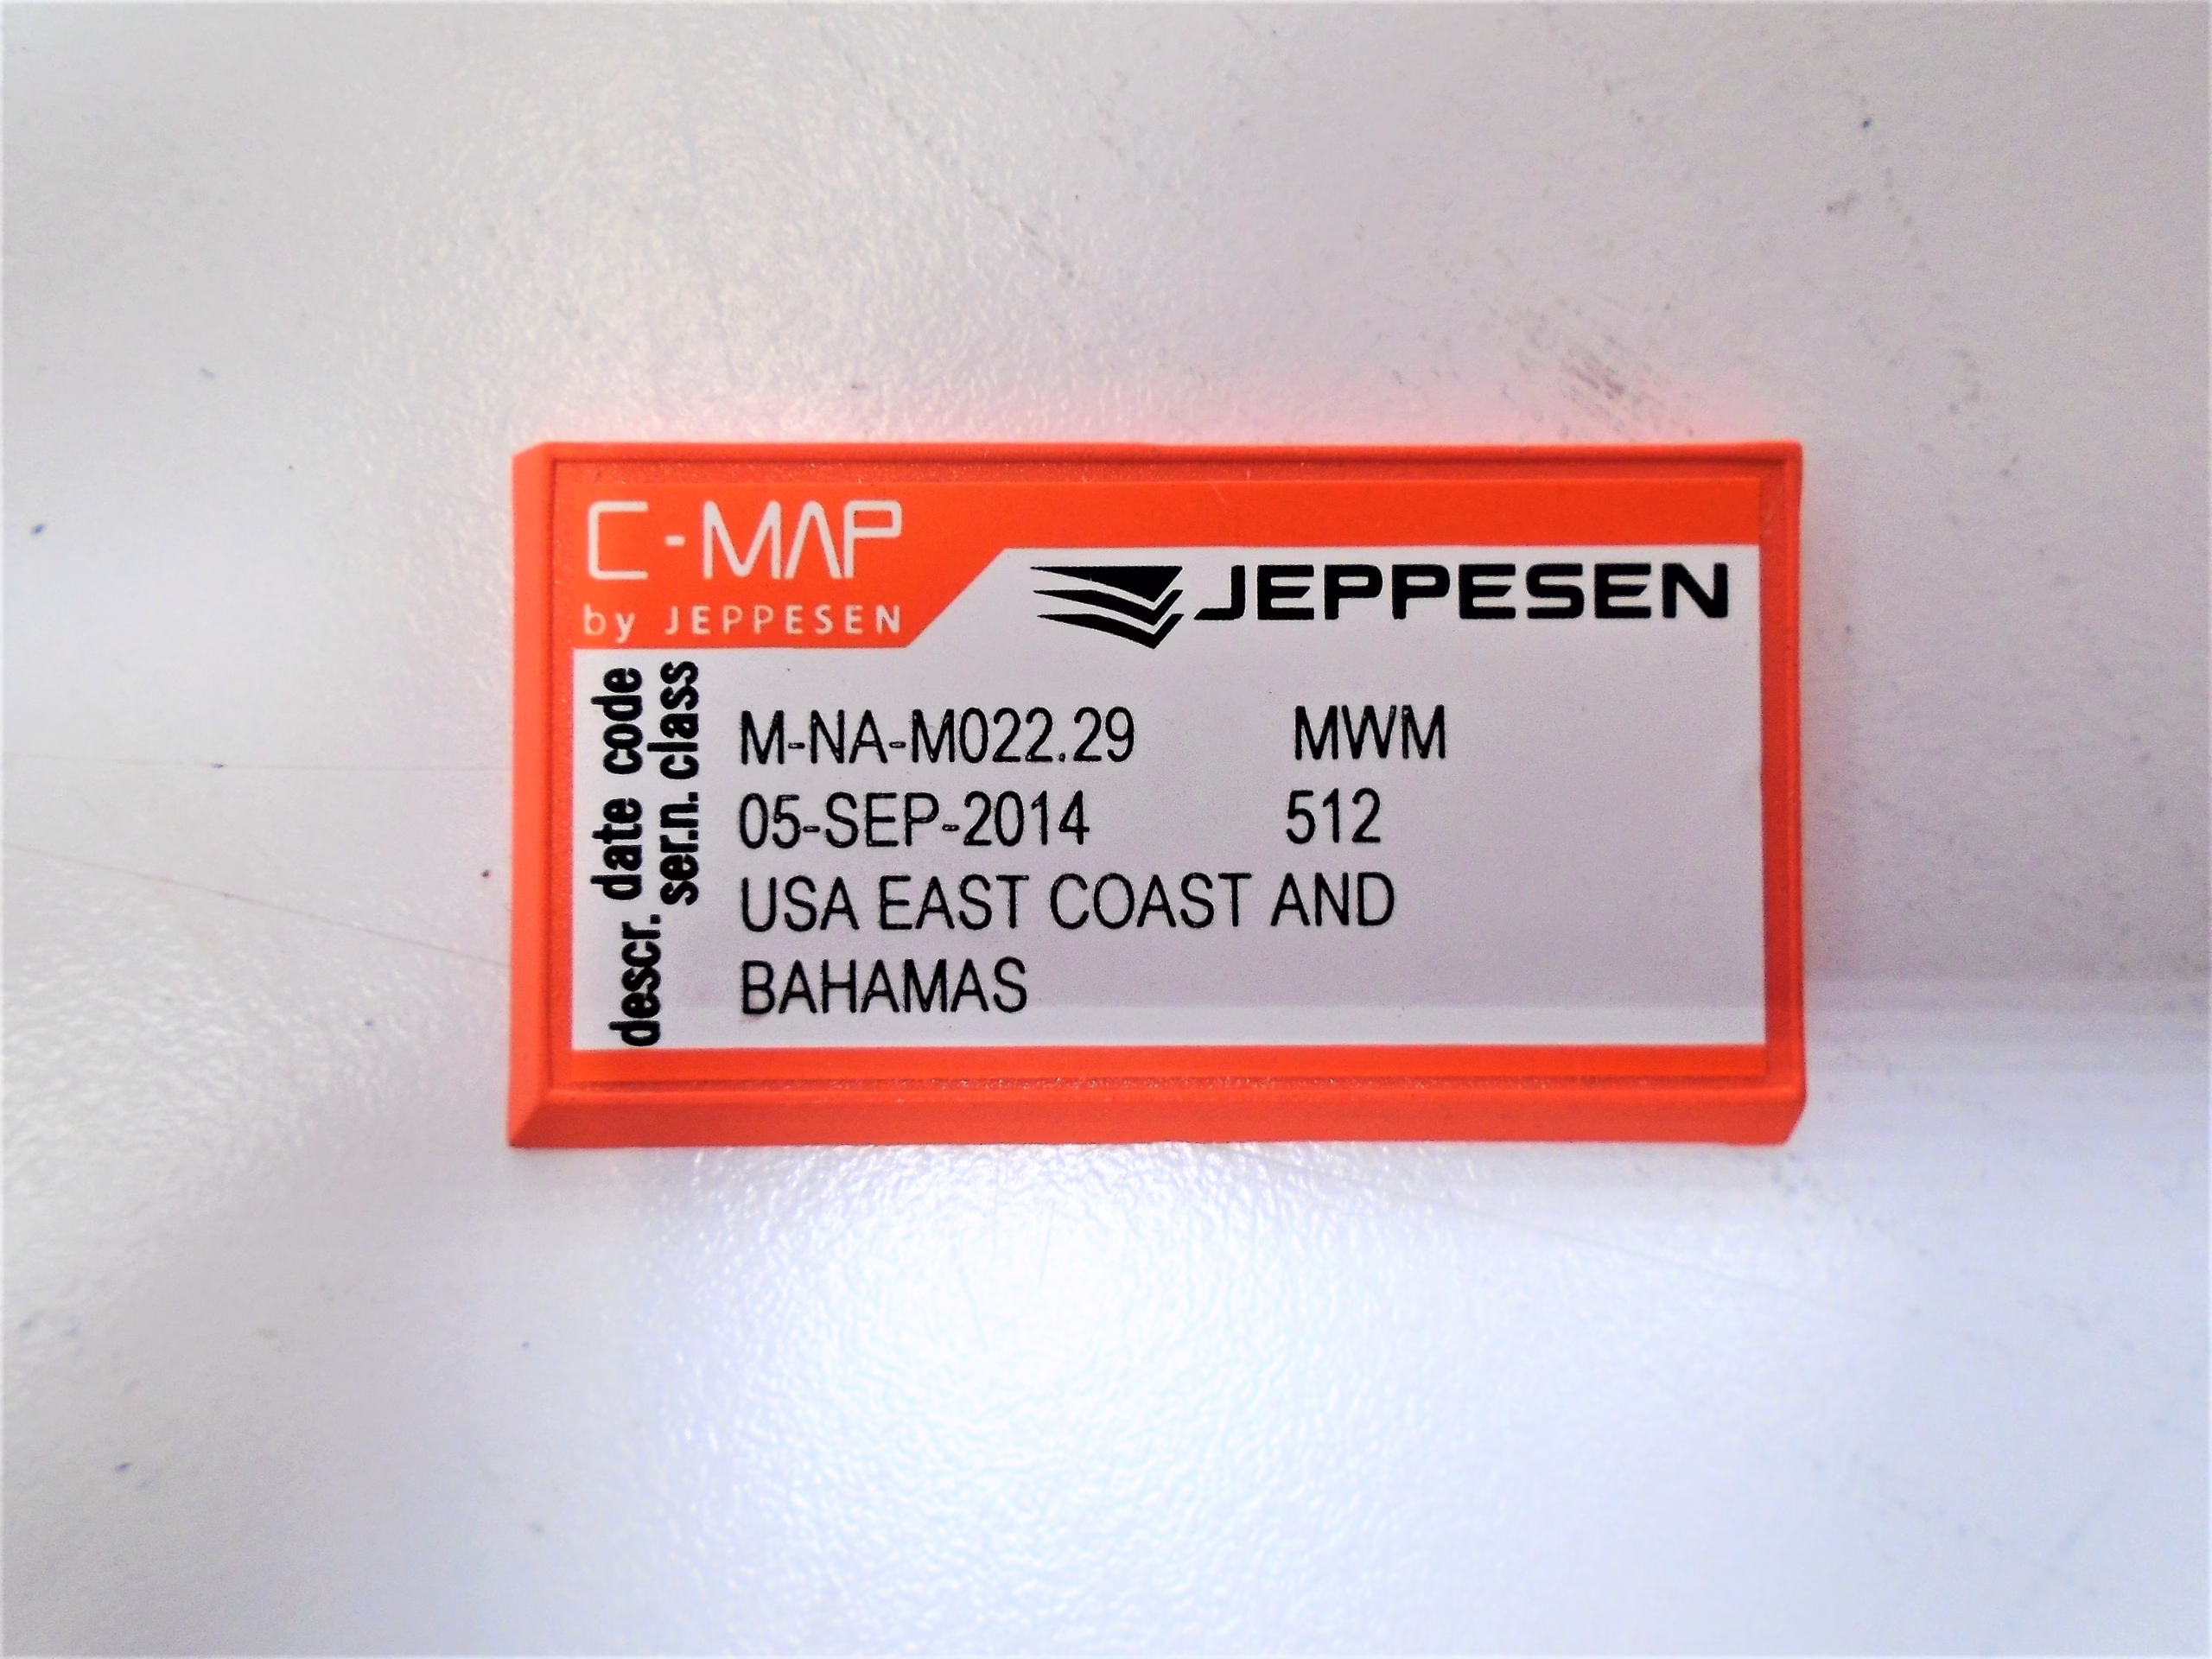 C-MAP
by JEPPESEN
JEPPESEN
date code
ser.n. class
descr.
M-NA-M022.29 MWM
05-SEP-2014 512
USA EAST COAST AND
BAHAMAS